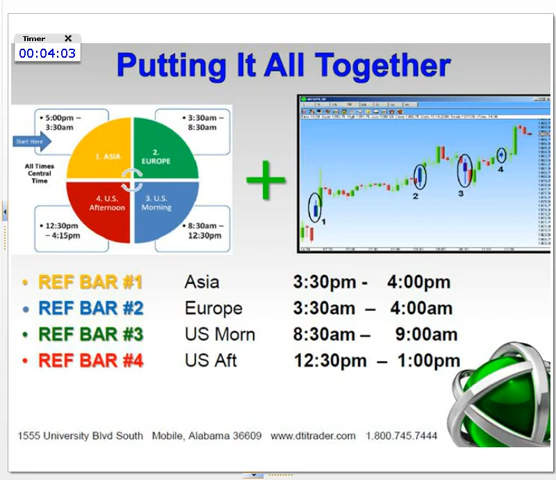 Timer X
00:04:03
Putting It All Together
• 5:00pm –
3:30am
• 3:30am –
8:30am
Start Here
1. ASIA
2.
EUROPE
All Times
Central
Time
4. U.S.
Afternoon
3. U.S.
Morning
• 12:30pm
– 4:15pm
• 8:30am –
12:30pm
+
1
2
3
4
• REF BAR #1 Asia 3:30pm - 4:00pm
• REF BAR #2 Europe 3:30am – 4:00am
• REF BAR #3 US Morn 8:30am – 9:00am
• REF BAR #4 US Aft 12:30pm – 1:00pm
1555 University Blvd South Mobile, Alabama 36609 www.dtitrader.com 1.800.745.7444